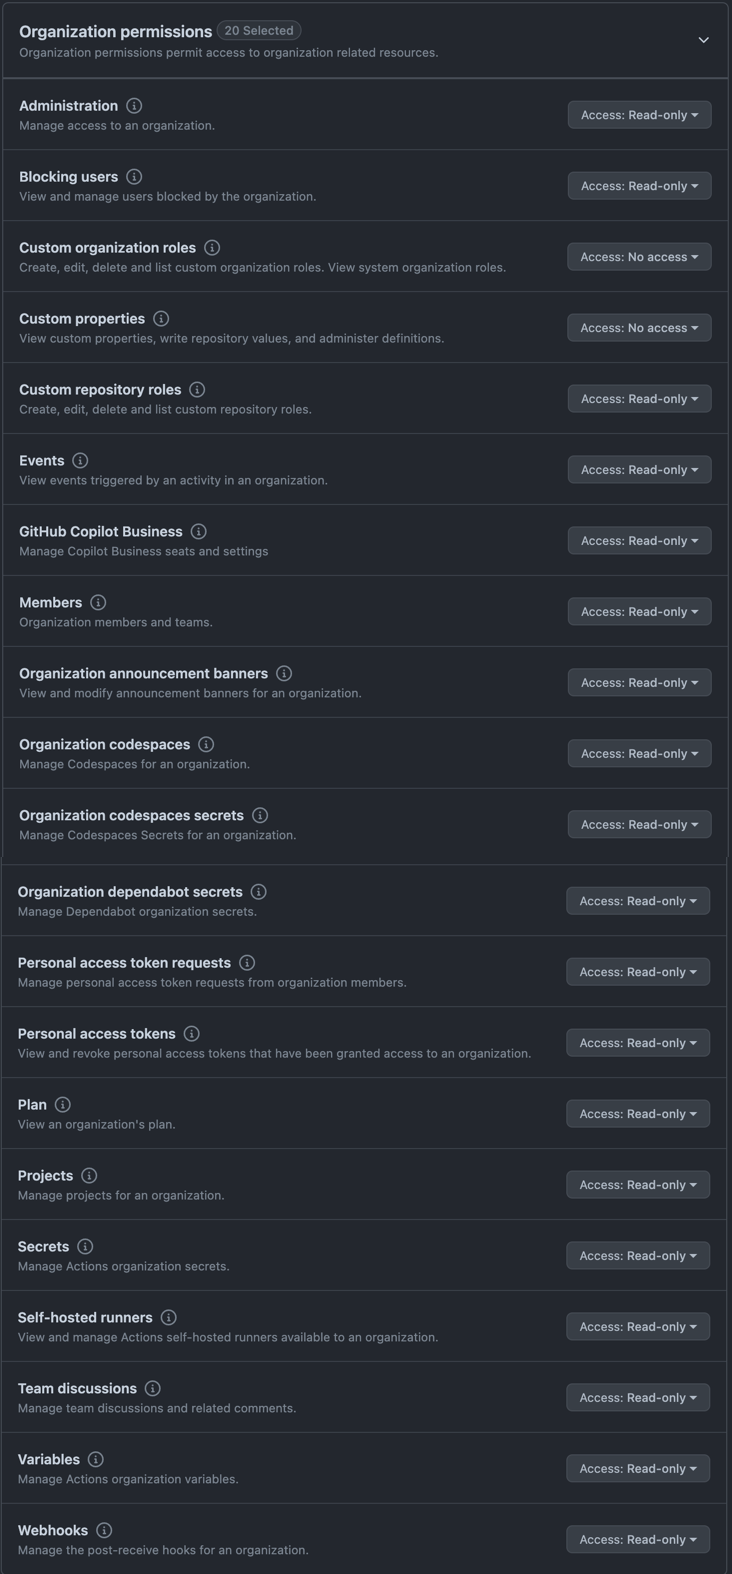 Organization permissions 20 Selected
Organization permissions permit access to organization related resources.
Administration
Manage access to an organization.
Access: Read-only
Blocking users
View and manage users blocked by the organization.
Access: Read-only
Custom organization roles
Create, edit, delete and list custom organization roles. View system organization roles.
Access: No access
Custom properties
View custom properties, write repository values, and administer definitions.
Access: No access
Custom repository roles
Create, edit, delete and list custom repository roles.
Access: Read-only
Events
View events triggered by an activity in an organization.
Access: Read-only
GitHub Copilot Business
Manage Copilot Business seats and settings
Access: Read-only
Members
Organization members and teams.
Access: Read-only
Organization announcement banners
View and modify announcement banners for an organization.
Access: Read-only
Organization codespaces
Manage Codespaces for an organization.
Access: Read-only
Organization codespaces secrets
Manage Codespaces Secrets for an organization.
Access: Read-only
Organization dependabot secrets
Manage Dependabot organization secrets.
Access: Read-only
Personal access token requests
Manage personal access token requests from organization members.
Access: Read-only
Personal access tokens
View and revoke personal access tokens that have been granted access to an organization.
Access: Read-only
Plan
View an organization's plan.
Access: Read-only
Projects
Manage projects for an organization.
Access: Read-only
Secrets
Manage Actions organization secrets.
Access: Read-only
Self-hosted runners
View and manage Actions self-hosted runners available to an organization.
Access: Read-only
Team discussions
Manage team discussions and related comments.
Access: Read-only
Variables
Manage Actions organization variables.
Access: Read-only
Webhooks
Manage the post-receive hooks for an organization.
Access: Read-only